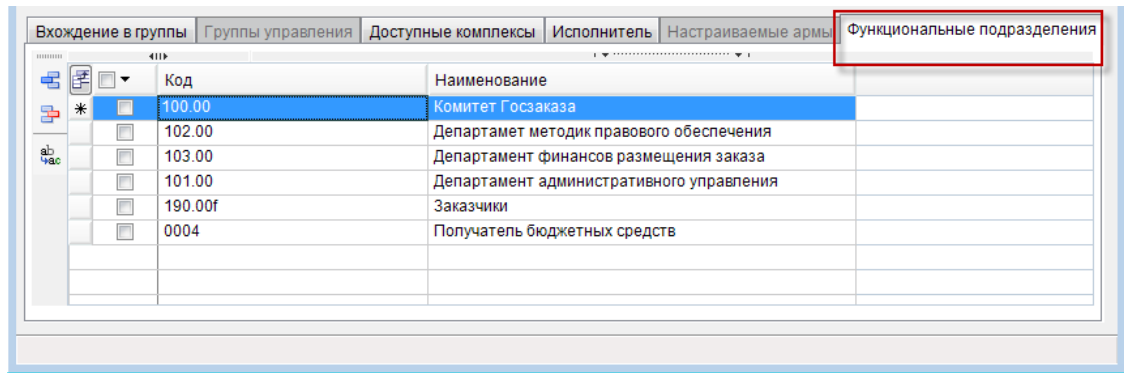 Вхождение в группы Группы управления Доступные комплексы Исполнитель Настраиваемые армы Функциональные подразделения
Код Наименование
100.00 Комитет Госзаказа
102.00 Департамет методик правового обеспечения
103.00 Департамент финансов размещения заказа
101.00 Департамент административного управления
190.00f Заказчики
0004 Получатель бюджетных средств
ab
ac